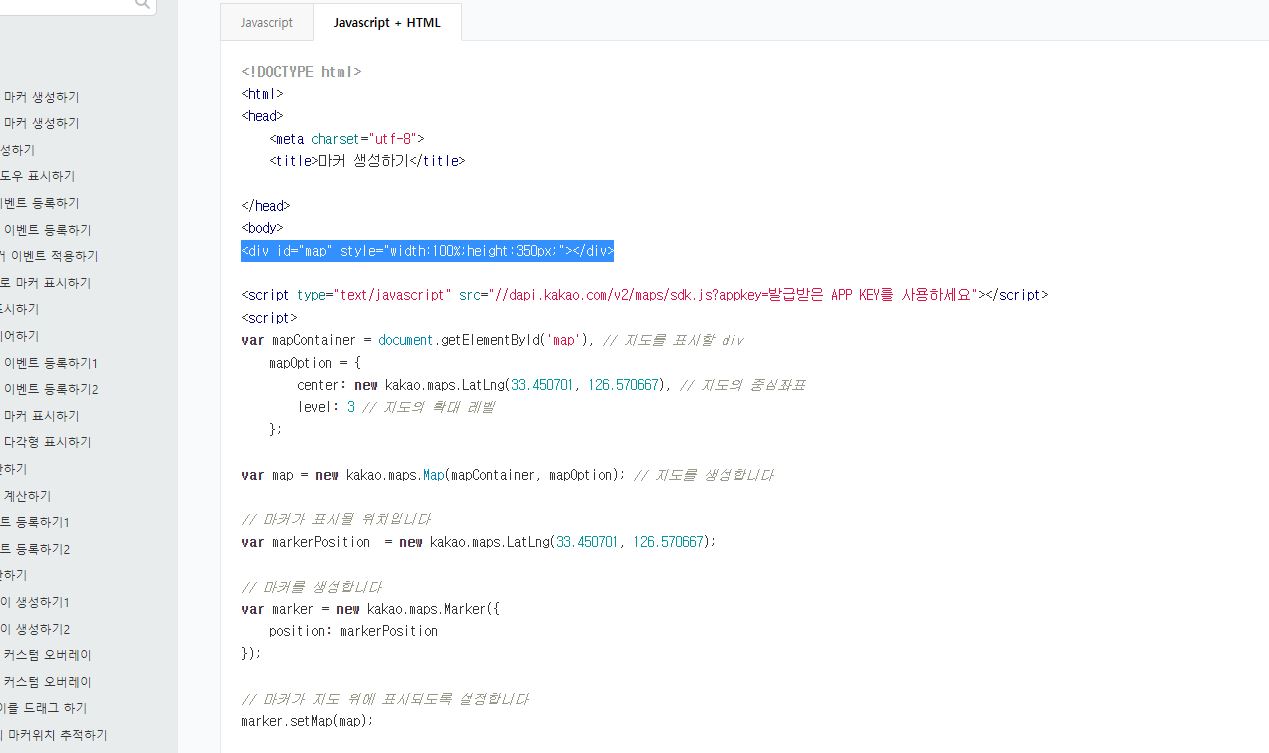 Javascript
Javascript + HTML
마커 생성하기
마커 생성하기
성하기
도우 표시하기
이벤트 등록하기
이벤트 등록하기
이벤트 적용하기
로 마커 표시하기
표시하기
이어하기
이벤트 등록하기1
이벤트 등록하기2
마커 표시하기
다각형 표시하기
하기
계산하기
트 등록하기1
트 등록하기2
하기
이 생성하기1
이 생성하기2
커스텀 오버레이
커스텀 오버레이
이를 드래그 하기
마커위치 추적하기
<!DOCTYPE html>
<html>
<head>
    <meta charset="utf-8">
    <title>마커 생성하기</title>
</head>
<body>
<div id="map" style="width:100%;height:350px;"></div>
<script type="text/javascript" src="//dapi.kakao.com/v2/maps/sdk.js?appkey=발급받은 APP KEY를 사용하세요"></script>
<script>
var mapContainer = document.getElementById('map'), // 지도를 표시할 div
    mapOption = {
        center: new kakao.maps.LatLng(33.450701, 126.570667), // 지도의 중심좌표
        level: 3 // 지도의 확대 레벨
    };
var map = new kakao.maps.Map(mapContainer, mapOption); // 지도를 생성합니다
// 마커가 표시될 위치입니다
var markerPosition  = new kakao.maps.LatLng(33.450701, 126.570667);
// 마커를 생성합니다
var marker = new kakao.maps.Marker({
    position: markerPosition
});
// 마커가 지도 위에 표시되도록 설정합니다
marker.setMap(map);